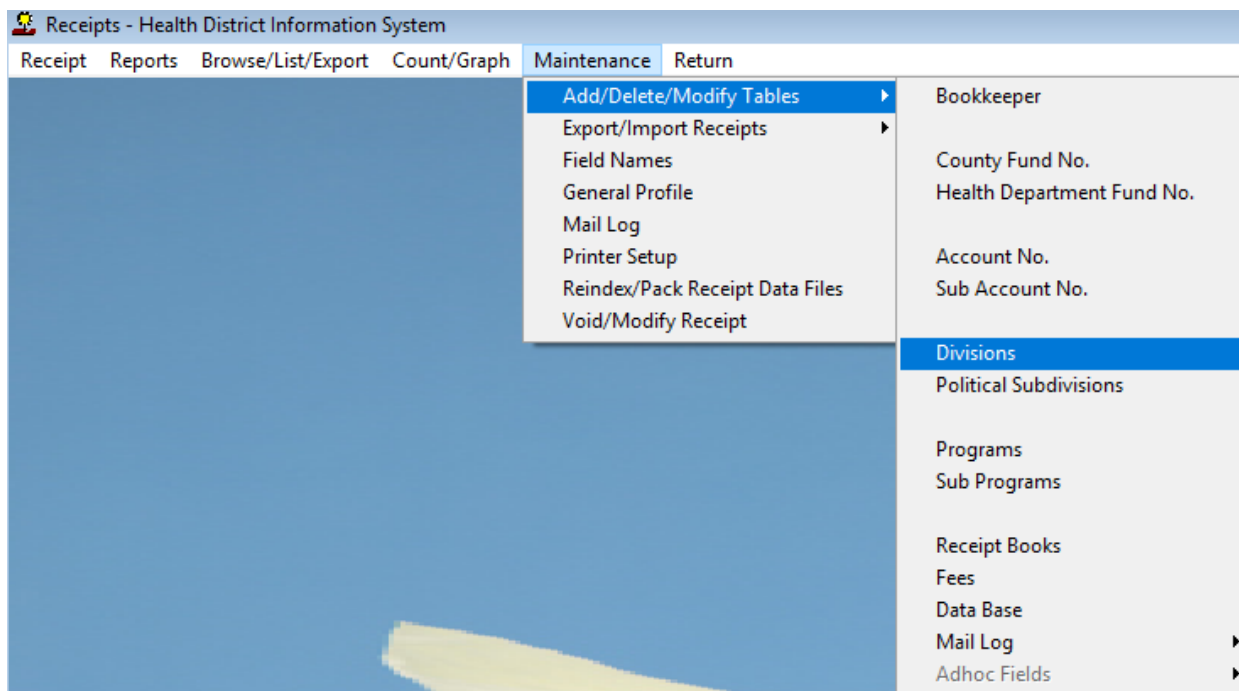 Receipts - Health District Information System
Receipt Reports Browse/List/Export Count/Graph Maintenance Return
Add/Delete/Modify Tables
Export/Import Receipts
Field Names
General Profile
Mail Log
Printer Setup
Reindex/Pack Receipt Data Files
Void/Modify Receipt
Bookkeeper
County Fund No.
Health Department Fund No.
Account No.
Sub Account No.
Divisions
Political Subdivisions
Programs
Sub Programs
Receipt Books
Fees
Data Base
Mail Log
Adhoc Fields